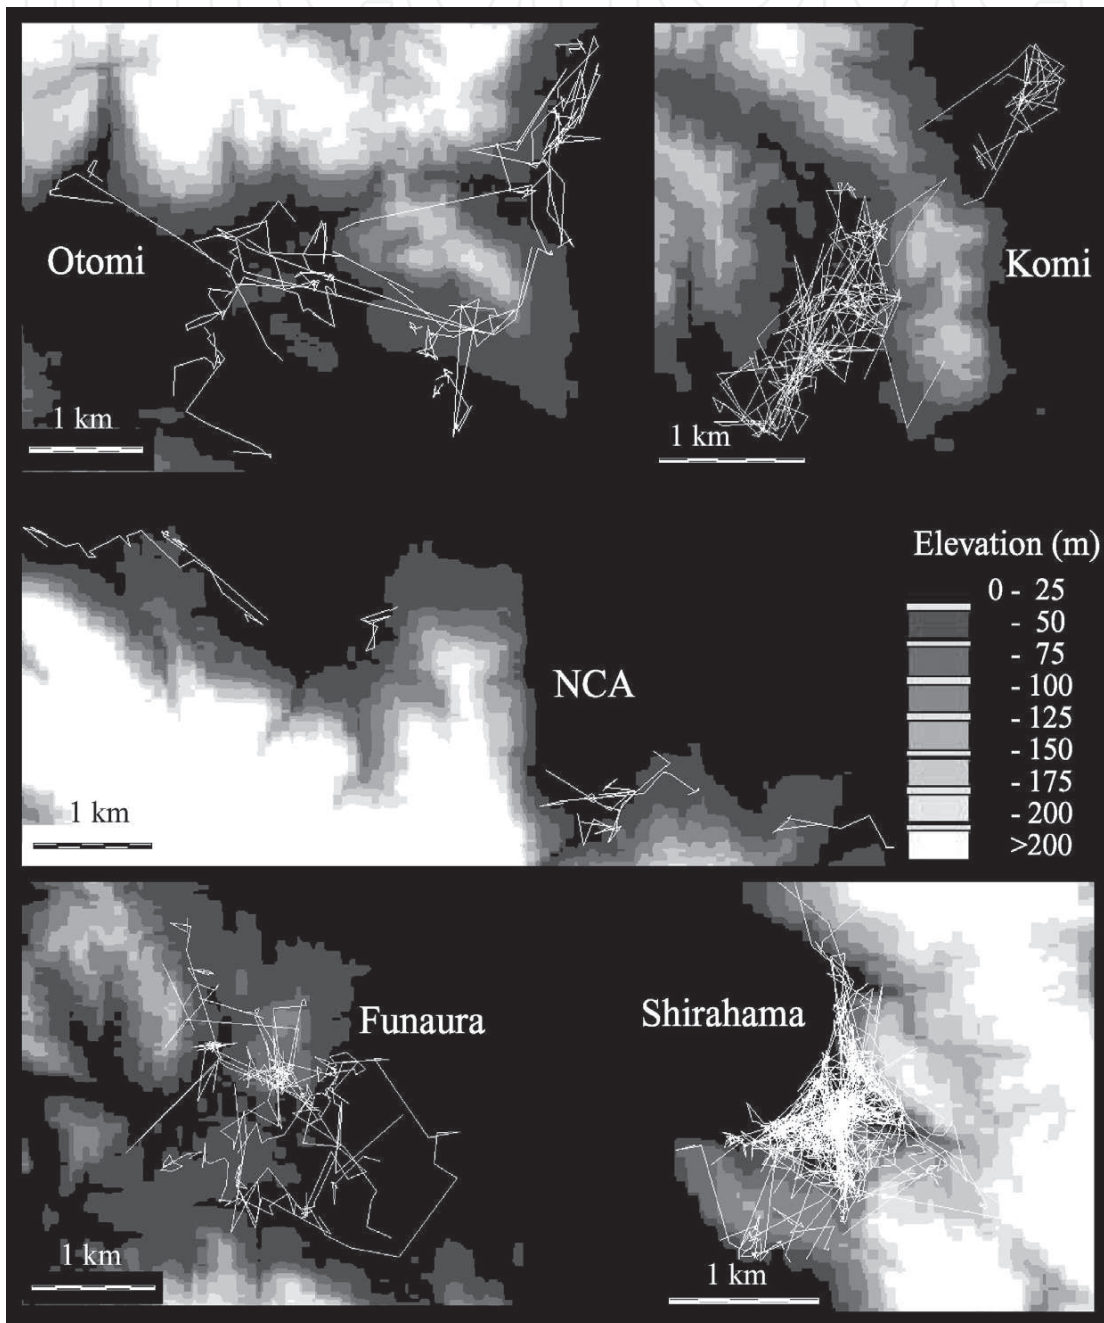 Otomi
1 km
Komi
1 km
NCA
1 km
Elevation (m)
0 - 25
- 50
- 75
- 100
- 125
- 150
- 175
- 200
>200
Funaura
1 km
Shirahama
1 km